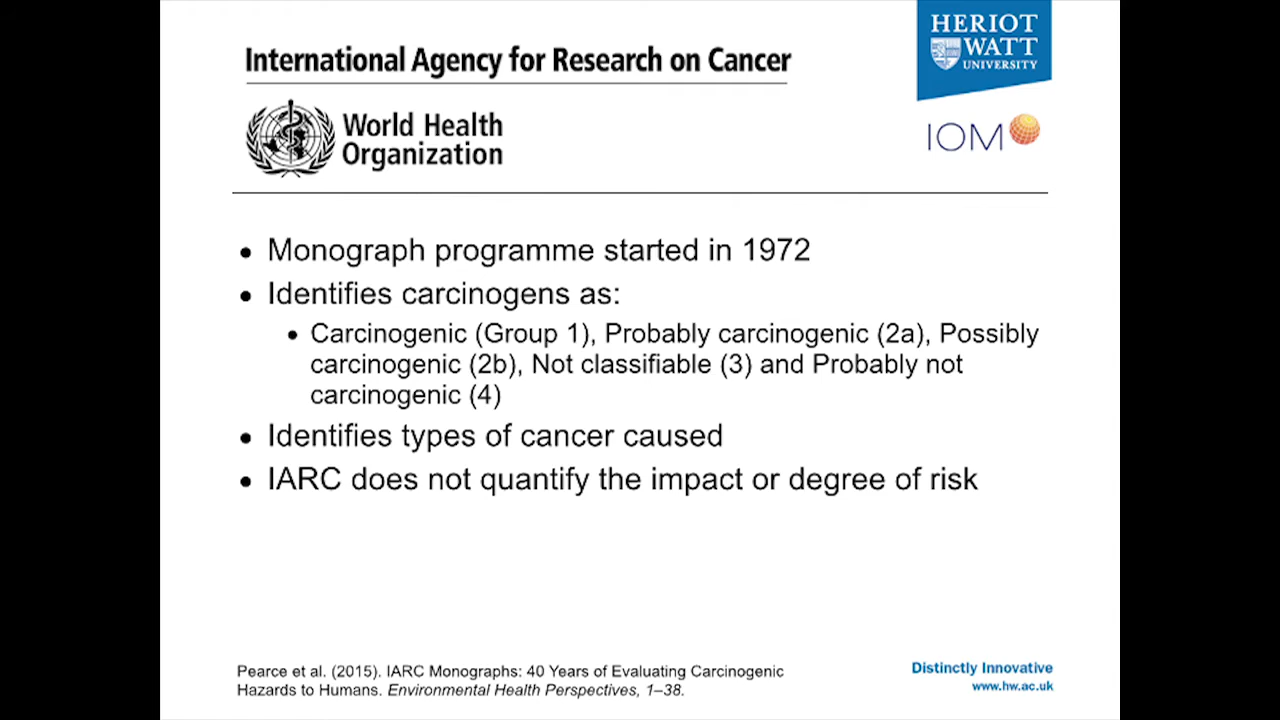 International Agency for Research on Cancer
World Health
Organization
HERIOT
WATT
UNIVERSITY
IOM
• Monograph programme started in 1972
• Identifies carcinogens as:
• Carcinogenic (Group 1), Probably carcinogenic (2a), Possibly
carcinogenic (2b), Not classifiable (3) and Probably not
carcinogenic (4)
• Identifies types of cancer caused
• IARC does not quantify the impact or degree of risk
Pearce et al. (2015). IARC Monographs: 40 Years of Evaluating Carcinogenic
Hazards to Humans. Environmental Health Perspectives, 1–38.
Distinctly Innovative
www.hw.ac.uk